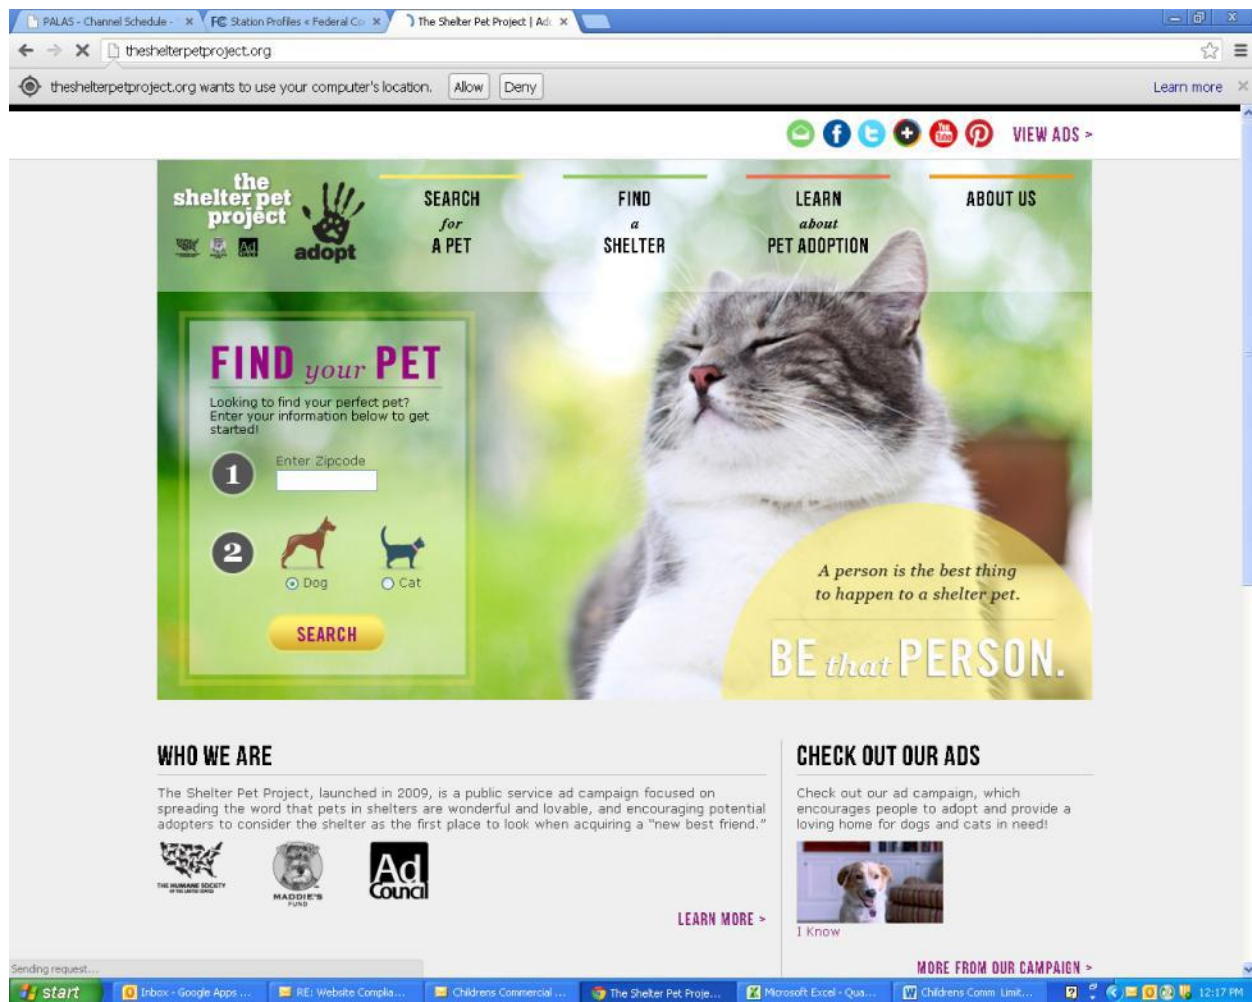 PALAS - Channel Schedule -
Station Profiles « Federal Co
The Shelter Pet Project | Ado
theshelterpetproject.org
theshelterpetproject.org wants to use your computer's location. Allow Deny Learn more
VIEW ADS >
the
shelter pet
project
adopt
Ad
SEARCH
for
A PET
FIND
a
SHELTER
LEARN
about
PET ADOPTION
ABOUT US
FIND your PET
Looking to find your perfect pet?
Enter your information below to get
started!
1 Enter Zipcode
2
Dog Cat
SEARCH
A person is the best thing
to happen to a shelter pet.
BE that PERSON.
WHO WE ARE
The Shelter Pet Project, launched in 2009, is a public service ad campaign focused on
spreading the word that pets in shelters are wonderful and lovable, and encouraging potential
adopters to consider the shelter as the first place to look when acquiring a "new best friend."
THE HUMANE SOCIETY
OF THE UNITED STATES
MADDIE'S
FUND
Ad
Council
LEARN MORE >
CHECK OUT OUR ADS
Check out our ad campaign, which
encourages people to adopt and provide a
loving home for dogs and cats in need!
I Know
MORE FROM OUR CAMPAIGN >
Sending request...
start Inbox - Google Apps ... RE: Website Complia... Childrens Commercial ... The Shelter Pet Proje... Microsoft Excel - Qua... Childrens Comm Limit... 12:17 PM